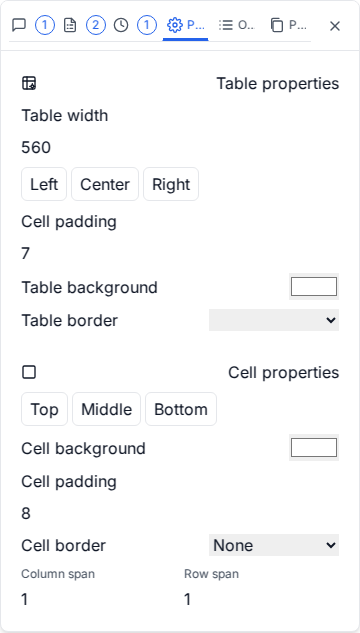 1 2 1 P… O… P…
Table properties
Table width
560
Left Center Right
Cell padding
7
Table background
Table border
Cell properties
Top Middle Bottom
Cell background
Cell padding
8
Cell border None
Column span Row span
1 1